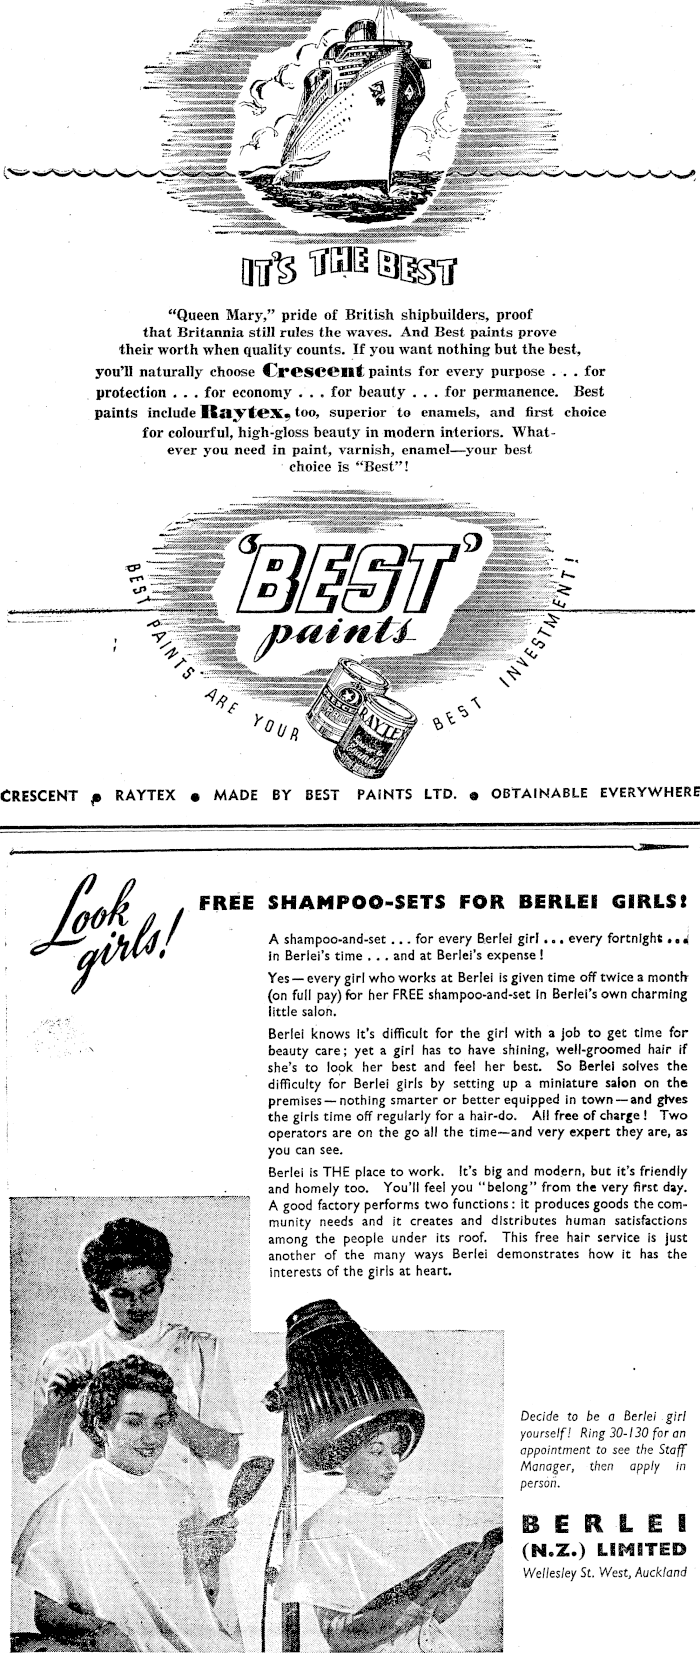 IT'S THE BEST
"Queen Mary," pride of British shipbuilders, proof
that Britannia still rules the waves. And Best paints prove
their worth when quality counts. If you want nothing but the best,
you'll naturally choose Crescent paints for every purpose . . . for
protection . . . for economy . . . for beauty . . . for permanence. Best
paints include Raytex, too, superior to enamels, and first choice
for colourful, high-gloss beauty in modern interiors. What-
ever you need in paint, varnish, enamel—your best
choice is "Best"!
'BEST'
paints
BEST PAINTS ARE YOUR BEST INVESTMENT!
RAYTEX
CRESCENT ● RAYTEX ● MADE BY BEST PAINTS LTD. ● OBTAINABLE EVERYWHERE
Look
girls!
FREE SHAMPOO-SETS FOR BERLEI GIRLS!
A shampoo-and-set . . . for every Berlei girl . . . every fortnight . . .
in Berlei's time . . . and at Berlei's expense !
Yes — every girl who works at Berlei is given time off twice a month
(on full pay) for her FREE shampoo-and-set in Berlei's own charming
little salon.
Berlei knows it's difficult for the girl with a job to get time for
beauty care; yet a girl has to have shining, well-groomed hair if
she's to look her best and feel her best. So Berlei solves the
difficulty for Berlei girls by setting up a miniature salon on the
premises — nothing smarter or better equipped in town — and gives
the girls time off regularly for a hair-do. All free of charge ! Two
operators are on the go all the time—and very expert they are, as
you can see.
Berlei is THE place to work. It's big and modern, but it's friendly
and homely too. You'll feel you "belong" from the very first day.
A good factory performs two functions : it produces goods the com-
munity needs and it creates and distributes human satisfactions
among the people under its roof. This free hair service is just
another of the many ways Berlei demonstrates how it has the
interests of the girls at heart.
Decide to be a Berlei girl
yourself! Ring 30-130 for an
appointment to see the Staff
Manager, then apply in
person.
BERLEI
(N.Z.) LIMITED
Wellesley St. West, Auckland